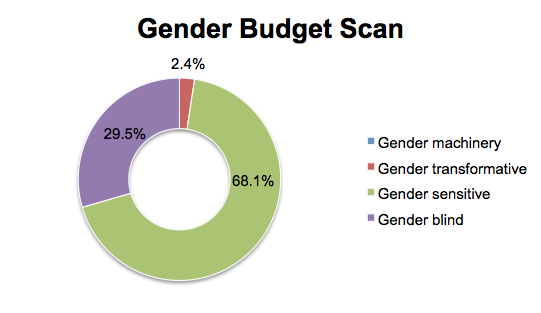 Gender Budget Scan
2.4%
29.5%
68.1%
Gender machinery
Gender transformative
Gender sensitive
Gender blind